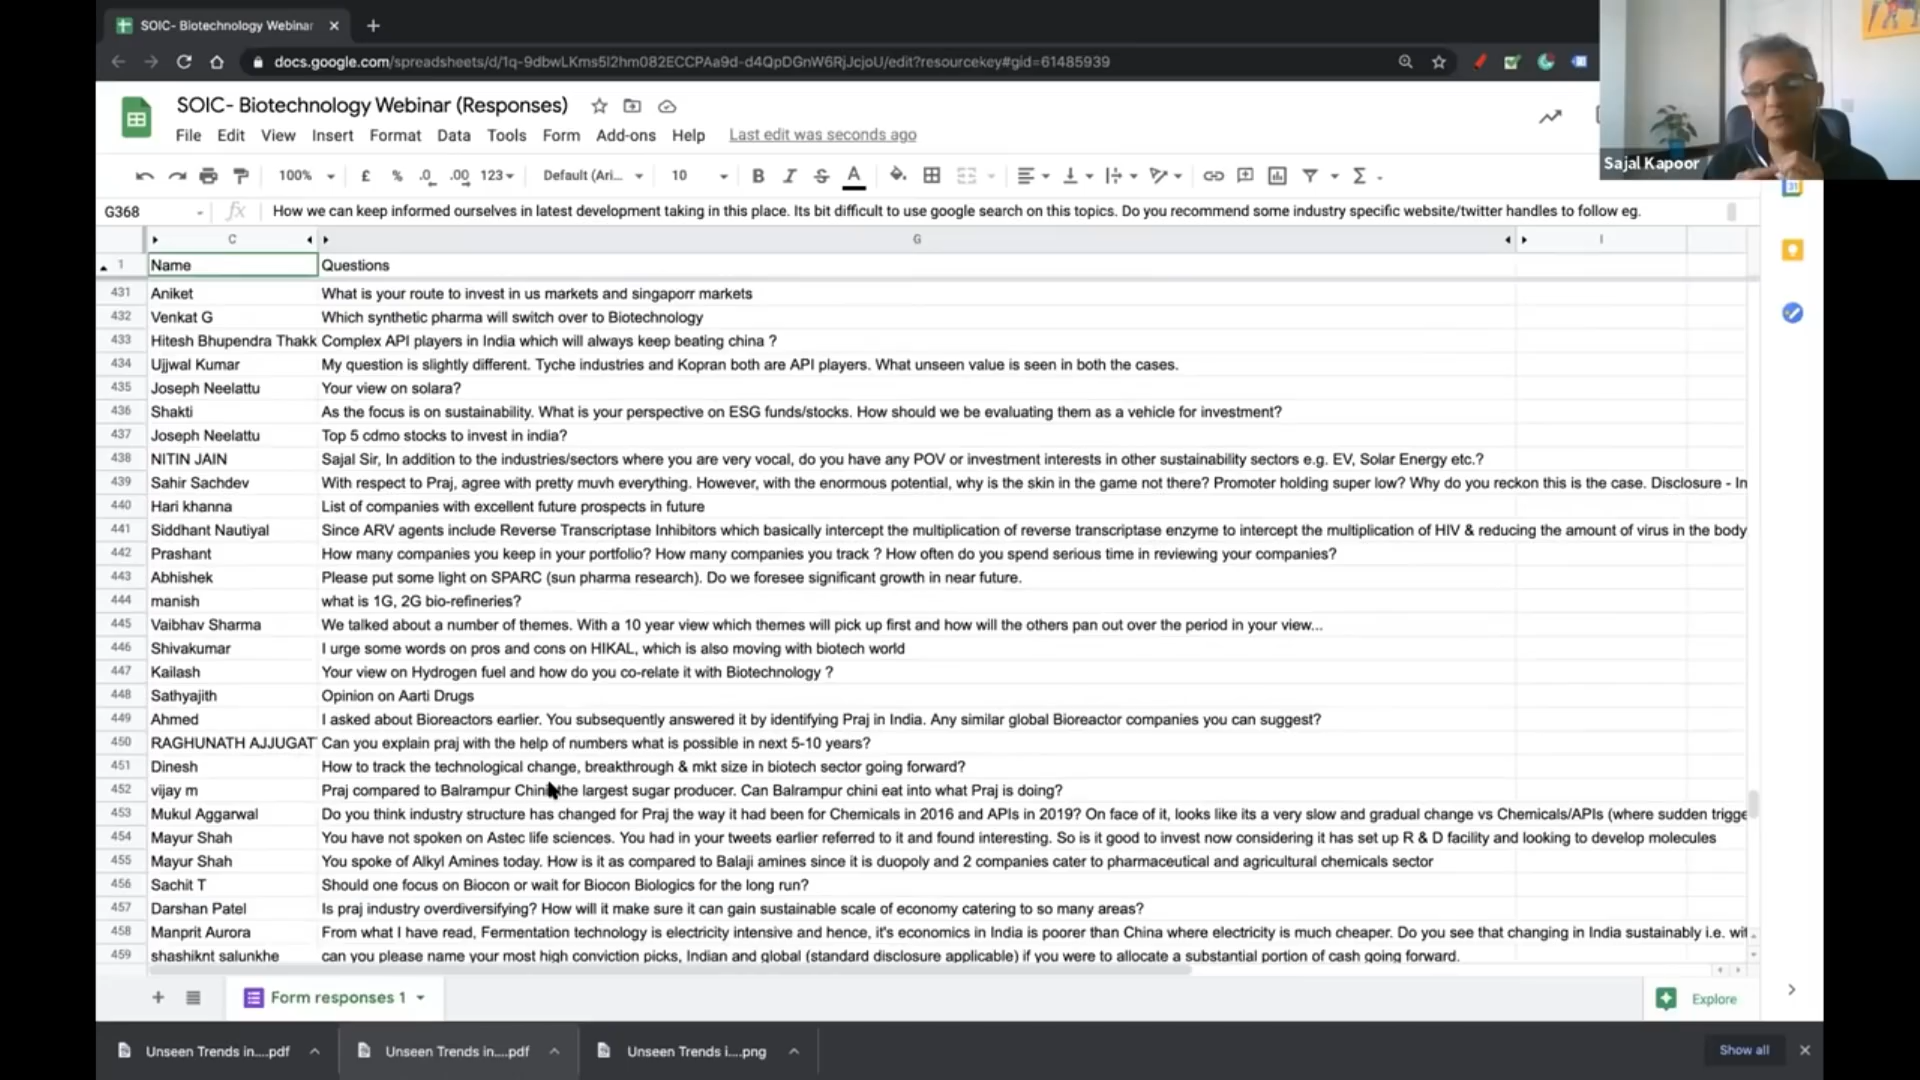 SOIC- Biotechnology Webinar
docs.google.com/spreadsheets/d/1q-9dbwLKms5l2hm082ECCPAa9d-d4QpDGnW6RjJcjoU/edit?resourcekey#gid=61485939
SOIC- Biotechnology Webinar (Responses)
File Edit View Insert Format Data Tools Form Add-ons Help Last edit was seconds ago
Sajal Kapoor
100% £ % .0 .00 123 Default (Ari... 10 B I S A
G368 fx How we can keep informed ourselves in latest development taking in this place. Its bit difficult to use google search on this topics. Do you recommend some industry specific website/twitter handles to follow eg.
C G I
1 Name Questions
431 Aniket What is your route to invest in us markets and singaporr markets
432 Venkat G Which synthetic pharma will switch over to Biotechnology
433 Hitesh Bhupendra Thakk Complex API players in India which will always keep beating china ?
434 Ujjwal Kumar My question is slightly different. Tyche industries and Kopran both are API players. What unseen value is seen in both the cases.
435 Joseph Neelattu Your view on solara?
436 Shakti As the focus is on sustainability. What is your perspective on ESG funds/stocks. How should we be evaluating them as a vehicle for investment?
437 Joseph Neelattu Top 5 cdmo stocks to invest in india?
438 NITIN JAIN Sajal Sir, In addition to the industries/sectors where you are very vocal, do you have any POV or investment interests in other sustainability sectors e.g. EV, Solar Energy etc.?
439 Sahir Sachdev With respect to Praj, agree with pretty muvh everything. However, with the enormous potential, why is the skin in the game not there? Promoter holding super low? Why do you reckon this is the case. Disclosure - In
440 Hari khanna List of companies with excellent future prospects in future
441 Siddhant Nautiyal Since ARV agents include Reverse Transcriptase Inhibitors which basically intercept the multiplication of reverse transcriptase enzyme to intercept the multiplication of HIV & reducing the amount of virus in the body
442 Prashant How many companies you keep in your portfolio? How many companies you track ? How often do you spend serious time in reviewing your companies?
443 Abhishek Please put some light on SPARC (sun pharma research). Do we foresee significant growth in near future.
444 manish what is 1G, 2G bio-refineries?
445 Vaibhav Sharma We talked about a number of themes. With a 10 year view which themes will pick up first and how will the others pan out over the period in your view...
446 Shivakumar I urge some words on pros and cons on HIKAL, which is also moving with biotech world
447 Kailash Your view on Hydrogen fuel and how do you co-relate it with Biotechnology ?
448 Sathyajith Opinion on Aarti Drugs
449 Ahmed I asked about Bioreactors earlier. You subsequently answered it by identifying Praj in India. Any similar global Bioreactor companies you can suggest?
450 RAGHUNATH AJJUGAT Can you explain praj with the help of numbers what is possible in next 5-10 years?
451 Dinesh How to track the technological change, breakthrough & mkt size in biotech sector going forward?
452 vijay m Praj compared to Balrampur Chini the largest sugar producer. Can Balrampur chini eat into what Praj is doing?
453 Mukul Aggarwal Do you think industry structure has changed for Praj the way it had been for Chemicals in 2016 and APIs in 2019? On face of it, looks like its a very slow and gradual change vs Chemicals/APIs (where sudden trigge
454 Mayur Shah You have not spoken on Astec life sciences. You had in your tweets earlier referred to it and found interesting. So is it good to invest now considering it has set up R & D facility and looking to develop molecules
455 Mayur Shah You spoke of Alkyl Amines today. How is it as compared to Balaji amines since it is duopoly and 2 companies cater to pharmaceutical and agricultural chemicals sector
456 Sachit T Should one focus on Biocon or wait for Biocon Biologics for the long run?
457 Darshan Patel Is praj industry overdiversifying? How will it make sure it can gain sustainable scale of economy catering to so many areas?
458 Manprit Aurora From what I have read, Fermentation technology is electricity intensive and hence, it's economics in India is poorer than China where electricity is much cheaper. Do you see that changing in India sustainably i.e. wit
459 shashiknt salunkhe can you please name your most high conviction picks, Indian and global (standard disclosure applicable) if you were to allocate a substantial portion of cash going forward.
Form responses 1 Explore
Unseen Trends in....pdf Unseen Trends in....pdf Unseen Trends i....png Show all